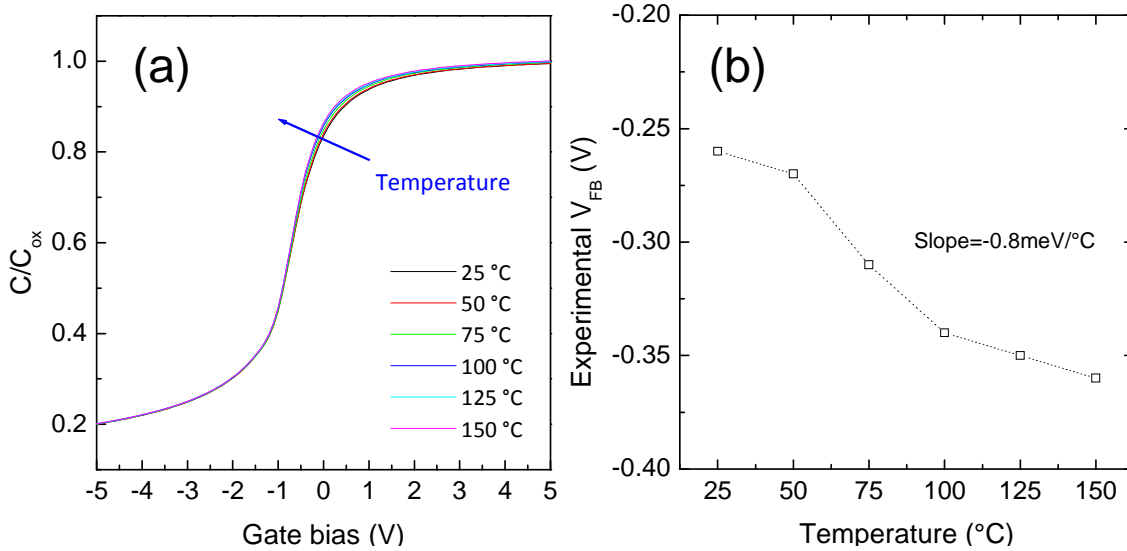 (a)
1.0
0.8
0.6
0.4
0.2
C/Cox
Temperature
25 °C
50 °C
75 °C
100 °C
125 °C
150 °C
-5 -4 -3 -2 -1 0 1 2 3 4 5
Gate bias (V)
(b)
-0.20
-0.25
-0.30
-0.35
-0.40
Experimental VFB (V)
Slope=-0.8meV/°C
25 50 75 100 125 150
Temperature (°C)